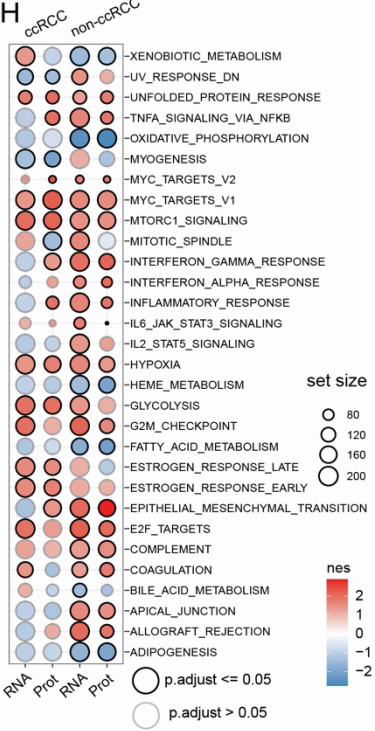 H
ccRCC non-ccRCC
XENOBIOTIC_METABOLISM
UV_RESPONSE_DN
UNFOLDED_PROTEIN_RESPONSE
TNFA_SIGNALING_VIA_NFKB
OXIDATIVE_PHOSPHORYLATION
MYOGENESIS
MYC_TARGETS_V2
MYC_TARGETS_V1
MTORC1_SIGNALING
MITOTIC_SPINDLE
INTERFERON_GAMMA_RESPONSE
INTERFERON_ALPHA_RESPONSE
INFLAMMATORY_RESPONSE
IL6_JAK_STAT3_SIGNALING
IL2_STAT5_SIGNALING
HYPOXIA
HEME_METABOLISM
GLYCOLYSIS
G2M_CHECKPOINT
FATTY_ACID_METABOLISM
ESTROGEN_RESPONSE_LATE
ESTROGEN_RESPONSE_EARLY
EPITHELIAL_MESENCHYMAL_TRANSITION
E2F_TARGETS
COMPLEMENT
COAGULATION
BILE_ACID_METABOLISM
APICAL_JUNCTION
ALLOGRAFT_REJECTION
ADIPOGENESIS
RNA Prot RNA Prot
set size
80
120
160
200
nes
2
1
0
−1
−2
p.adjust <= 0.05
p.adjust > 0.05